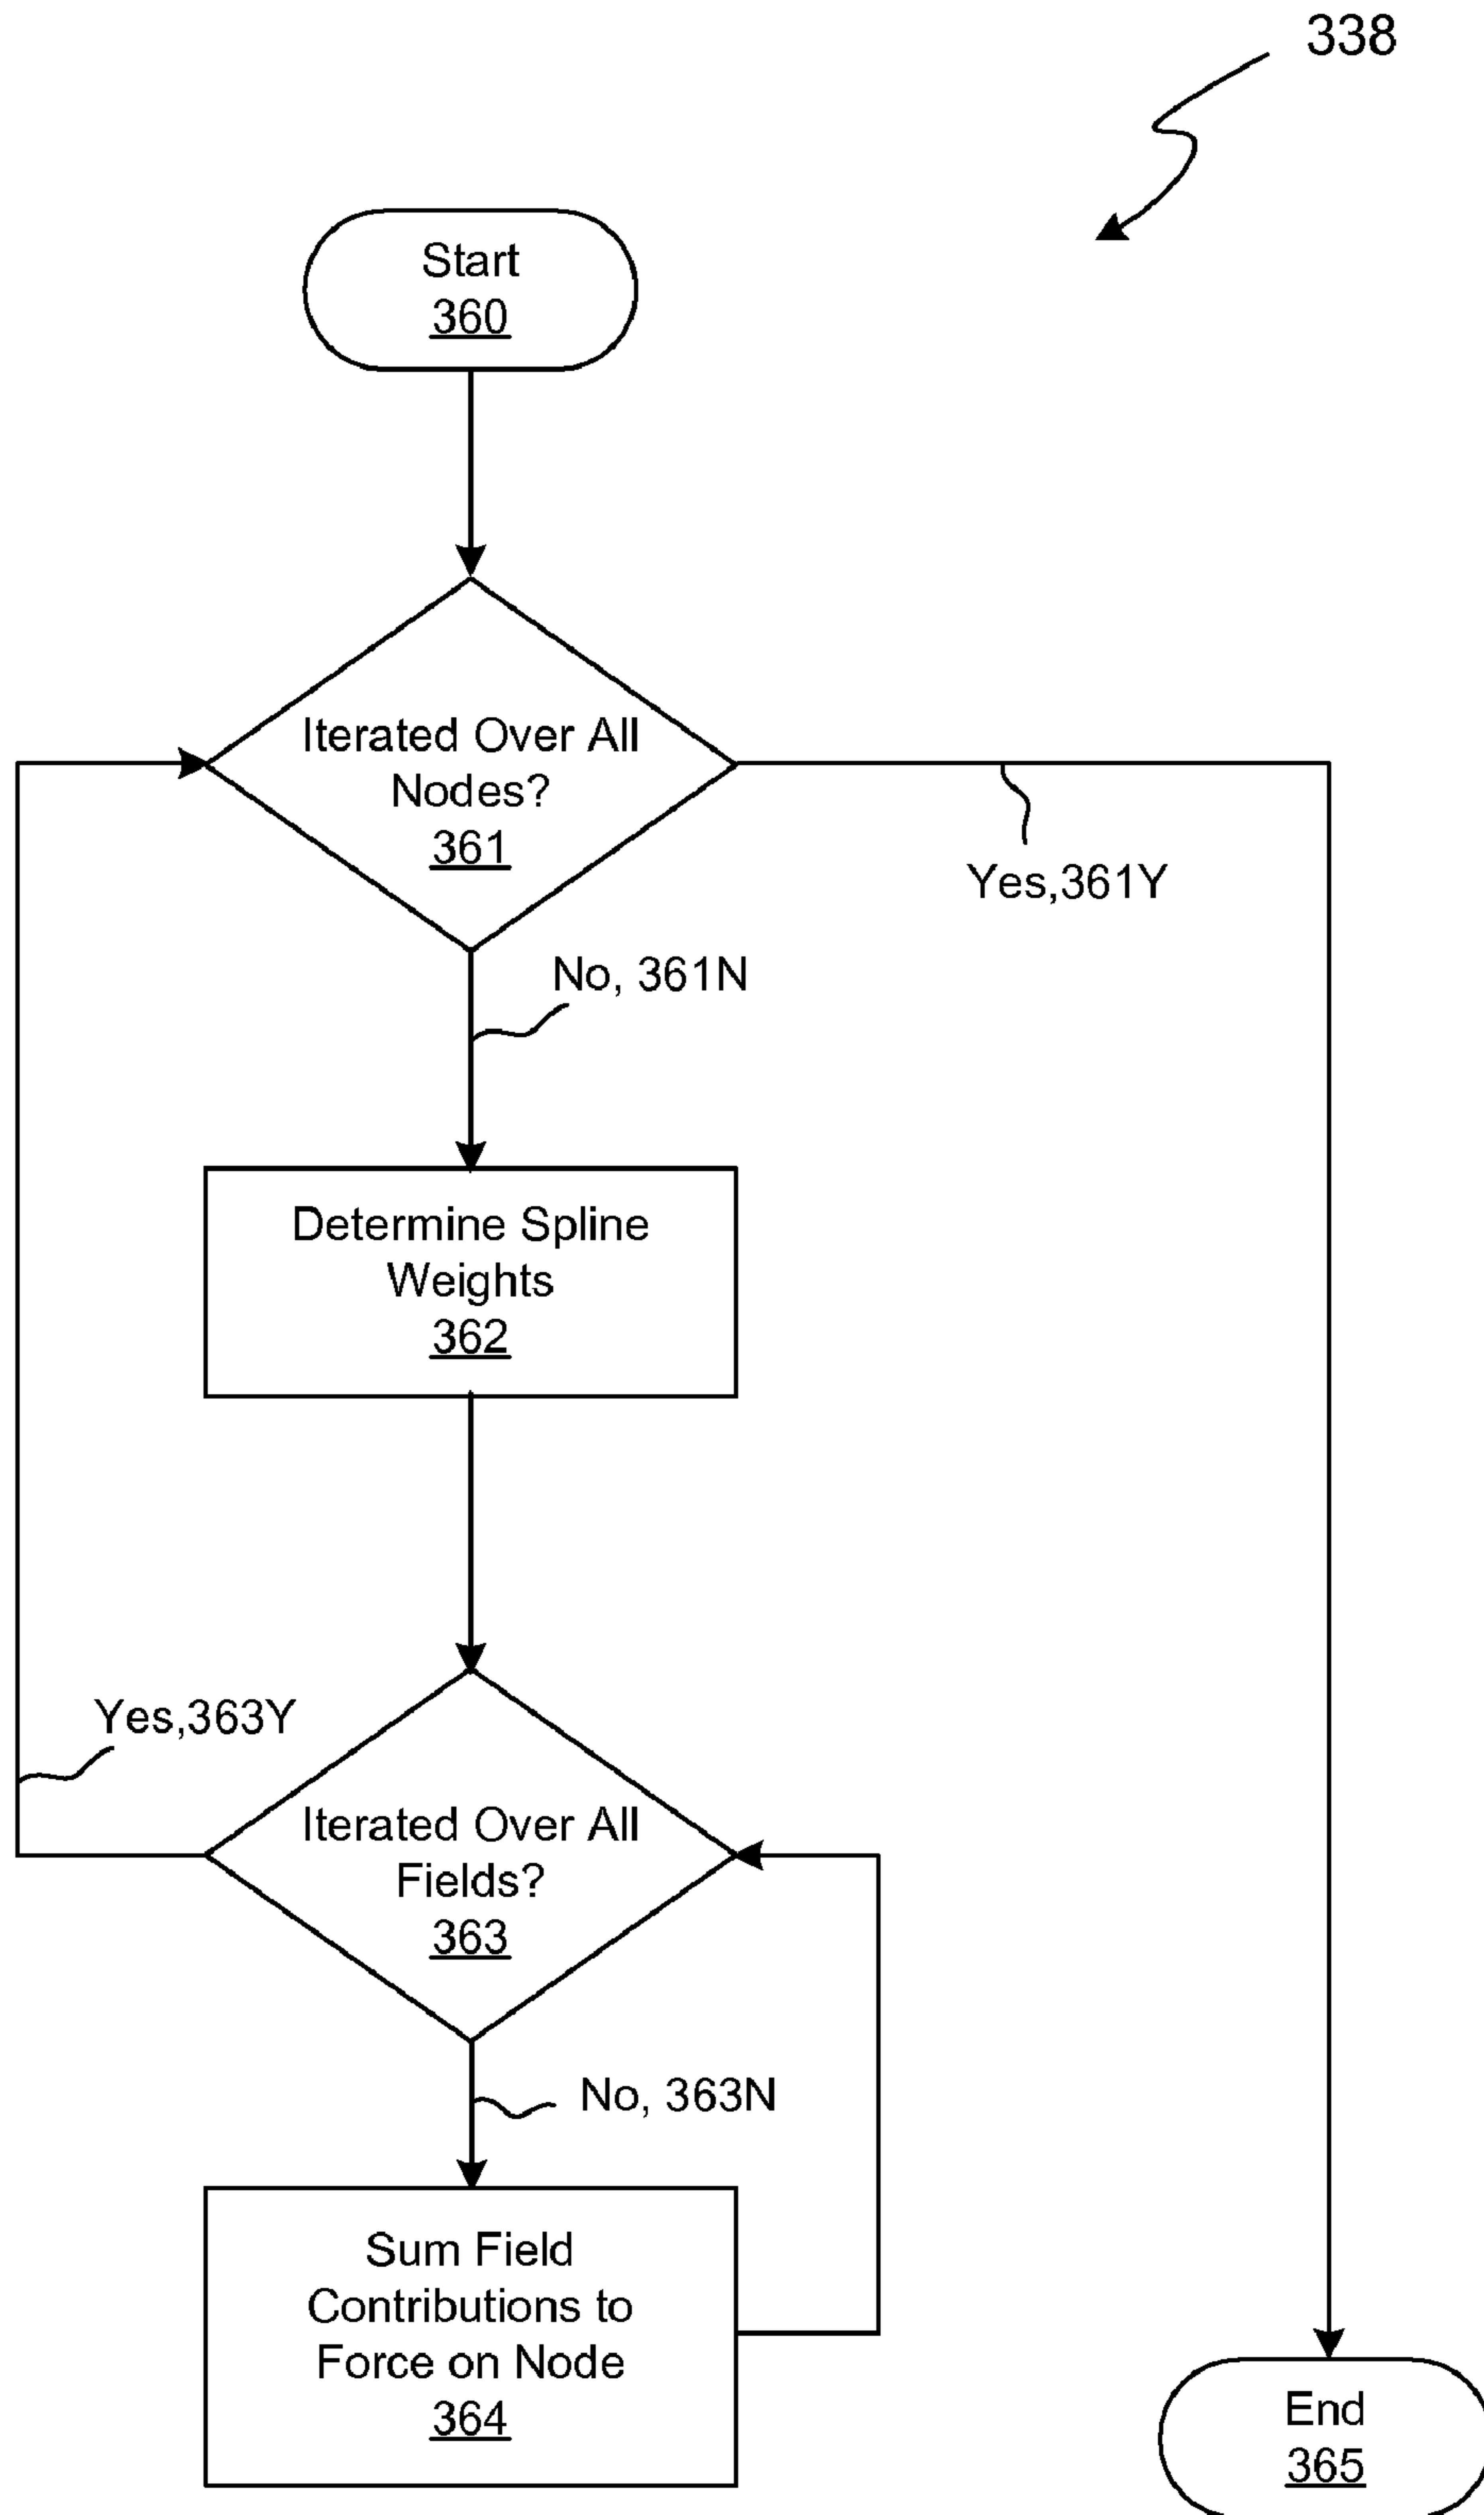 338
Start
360
Iterated Over All
Nodes?
361
Yes,361Y
No, 361N
Determine Spline
Weights
362
Yes,363Y
Iterated Over All
Fields?
363
No, 363N
Sum Field
Contributions to
Force on Node
364
End
365